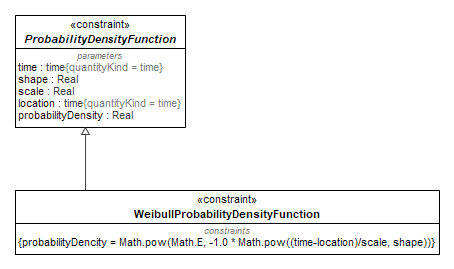 «constraint»
ProbabilityDensityFunction
parameters
time : time{quantityKind = time}
shape : Real
scale : Real
location : time{quantityKind = time}
probabilityDensity : Real
«constraint»
WeibullProbabilityDensityFunction
constraints
{probabilityDencity = Math.pow(Math.E, -1.0 * Math.pow((time-location)/scale, shape))}